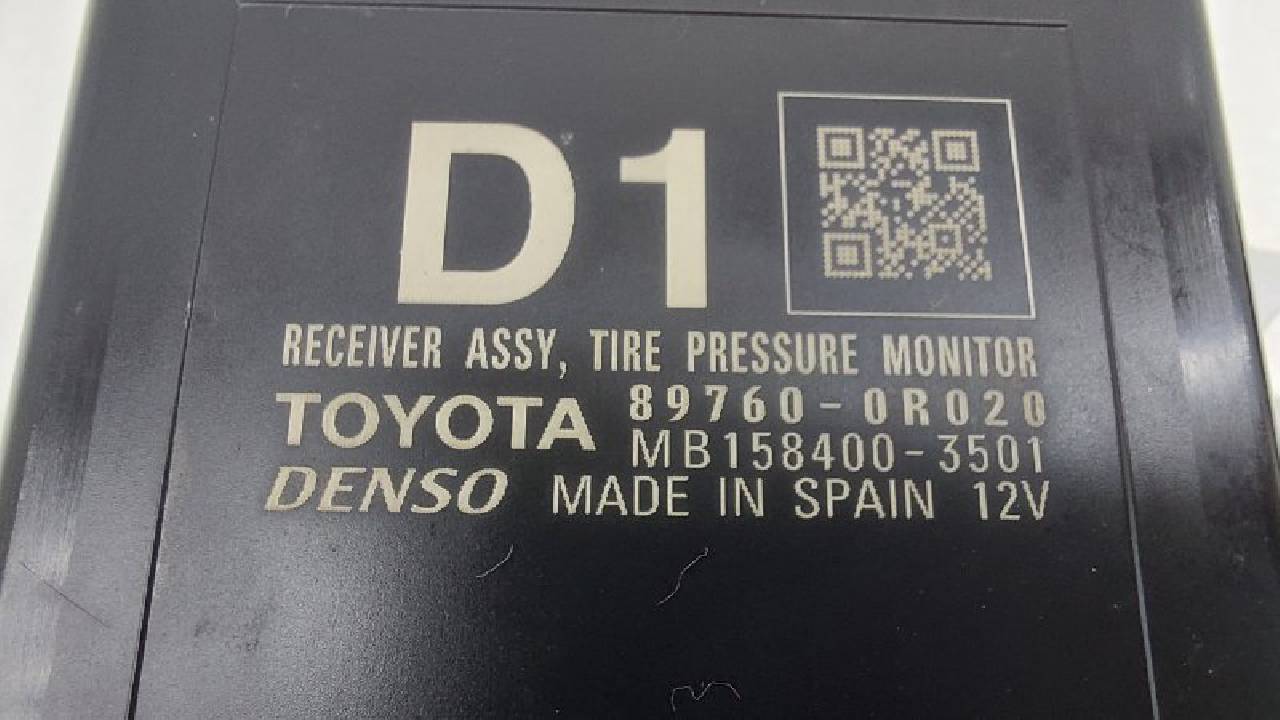 D1
RECEIVER ASSY, TIRE PRESSURE MONITOR
TOYOTA 89760-0R020
MB158400-3501
DENSO MADE IN SPAIN 12V